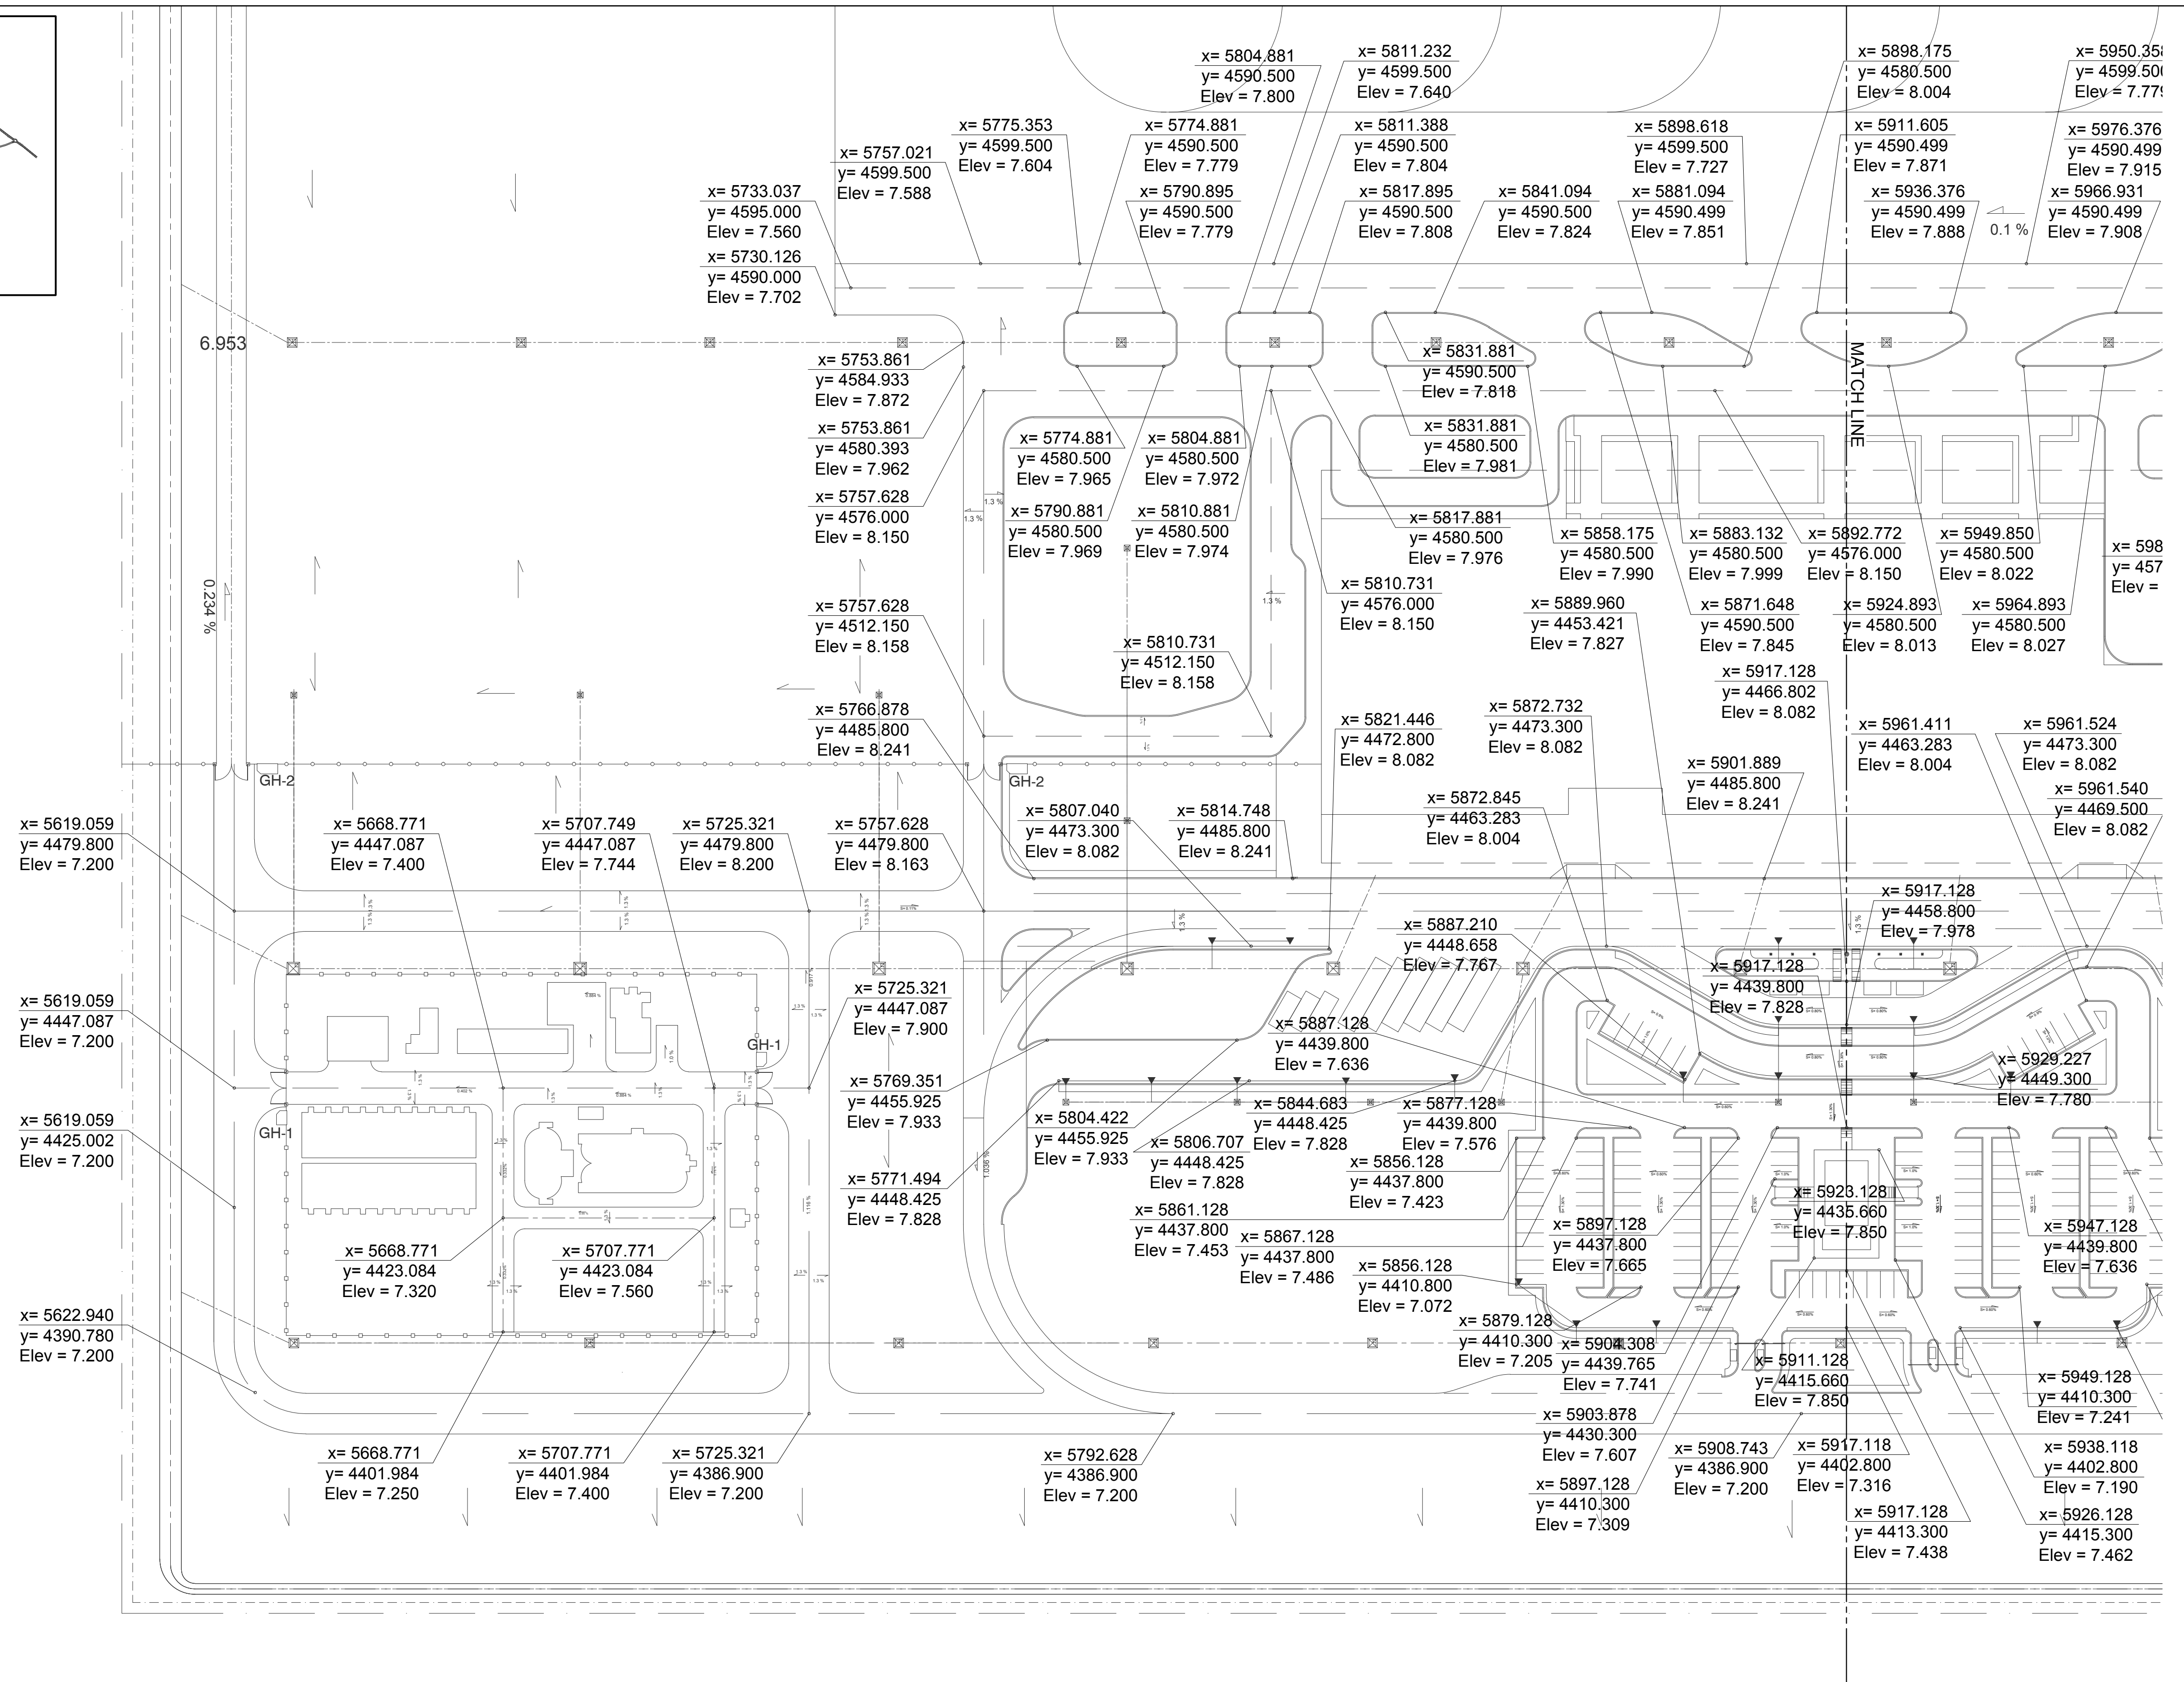 x= 5804.881
y= 4590.500
Elev = 7.800
x= 5811.232
y= 4599.500
Elev = 7.640
x= 5898.175
y= 4580.500
Elev = 8.004
x= 5950.358
y= 4599.500
Elev = 7.779
x= 5757.021
y= 4599.500
Elev = 7.588
x= 5775.353
y= 4599.500
Elev = 7.604
x= 5774.881
y= 4590.500
Elev = 7.779
x= 5811.388
y= 4590.500
Elev = 7.804
x= 5898.618
y= 4599.500
Elev = 7.727
x= 5911.605
y= 4590.499
Elev = 7.871
x= 5976.376
y= 4590.499
Elev = 7.915
x= 5733.037
y= 4595.000
Elev = 7.560
x= 5790.895
y= 4590.500
Elev = 7.779
x= 5817.895
y= 4590.500
Elev = 7.808
x= 5841.094
y= 4590.500
Elev = 7.824
x= 5881.094
y= 4590.499
Elev = 7.851
x= 5936.376
y= 4590.499
Elev = 7.888
0.1 %
x= 5966.931
y= 4590.499
Elev = 7.908
x= 5730.126
y= 4590.000
Elev = 7.702
6.953
MATCH LINE
x= 5753.861
y= 4584.933
Elev = 7.872
x= 5831.881
y= 4590.500
Elev = 7.818
x= 5753.861
y= 4580.393
Elev = 7.962
x= 5774.881
y= 4580.500
Elev = 7.965
x= 5804.881
y= 4580.500
Elev = 7.972
x= 5831.881
y= 4580.500
Elev = 7.981
x= 5757.628
y= 4576.000
Elev = 8.150
1.3 %
1.3 %
x= 5790.881
y= 4580.500
Elev = 7.969
x= 5810.881
y= 4580.500
Elev = 7.974
x= 5817.881
y= 4580.500
Elev = 7.976
x= 5858.175
y= 4580.500
Elev = 7.990
x= 5883.132
y= 4580.500
Elev = 7.999
x= 5892.772
y= 4576.000
Elev = 8.150
x= 5949.850
y= 4580.500
Elev = 8.022
x= 598
y= 457
Elev =
0.234 %
1.3 %
x= 5757.628
y= 4512.150
Elev = 8.158
x= 5810.731
y= 4576.000
Elev = 8.150
x= 5889.960
y= 4453.421
Elev = 7.827
x= 5871.648
y= 4590.500
Elev = 7.845
x= 5924.893
y= 4580.500
Elev = 8.013
x= 5964.893
y= 4580.500
Elev = 8.027
x= 5810.731
y= 4512.150
Elev = 8.158
x= 5917.128
y= 4466.802
Elev = 8.082
x= 5766.878
y= 4485.800
Elev = 8.241
x= 5821.446
y= 4472.800
Elev = 8.082
x= 5872.732
y= 4473.300
Elev = 8.082
x= 5961.411
y= 4463.283
Elev = 8.004
x= 5961.524
y= 4473.300
Elev = 8.082
GH-2
GH-2
x= 5901.889
y= 4485.800
Elev = 8.241
x= 5961.540
y= 4469.500
Elev = 8.082
x= 5619.059
y= 4479.800
Elev = 7.200
x= 5668.771
y= 4447.087
Elev = 7.400
x= 5707.749
y= 4447.087
Elev = 7.744
x= 5725.321
y= 4479.800
Elev = 8.200
x= 5757.628
y= 4479.800
Elev = 8.163
x= 5807.040
y= 4473.300
Elev = 8.082
x= 5814.748
y= 4485.800
Elev = 8.241
x= 5872.845
y= 4463.283
Elev = 8.004
1.3 %
1.3 %
x= 5887.210
y= 4448.658
Elev = 7.767
x= 5917.128
y= 4458.800
Elev = 7.978
x= 5619.059
y= 4447.087
Elev = 7.200
x= 5725.321
y= 4447.087
Elev = 7.900
x= 5917.128
y= 4439.800
Elev = 7.828
GH-1
x= 5769.351
y= 4455.925
Elev = 7.933
x= 5887.128
y= 4439.800
Elev = 7.636
x= 5929.227
y= 4449.300
Elev = 7.780
x= 5619.059
y= 4425.002
Elev = 7.200
GH-1
x= 5804.422
y= 4455.925
Elev = 7.933
x= 5844.683
y= 4448.425
Elev = 7.828
x= 5877.128
y= 4439.800
Elev = 7.576
1.036 %
x= 5771.494
y= 4448.425
Elev = 7.828
x= 5806.707
y= 4448.425
Elev = 7.828
x= 5856.128
y= 4437.800
Elev = 7.423
x= 5923.128
y= 4435.660
Elev = 7.850
x= 5861.128
y= 4437.800
Elev = 7.453
x= 5867.128
y= 4437.800
Elev = 7.486
x= 5897.128
y= 4437.800
Elev = 7.665
x= 5947.128
y= 4439.800
Elev = 7.636
x= 5668.771
y= 4423.084
Elev = 7.320
x= 5707.771
y= 4423.084
Elev = 7.560
x= 5856.128
y= 4410.800
Elev = 7.072
x= 5622.940
y= 4390.780
Elev = 7.200
x= 5879.128
y= 4410.300
Elev = 7.205
x= 5904.308
y= 4439.765
Elev = 7.741
x= 5911.128
y= 4415.660
Elev = 7.850
x= 5949.128
y= 4410.300
Elev = 7.241
x= 5903.878
y= 4430.300
Elev = 7.607
x= 5668.771
y= 4401.984
Elev = 7.250
x= 5707.771
y= 4401.984
Elev = 7.400
x= 5725.321
y= 4386.900
Elev = 7.200
x= 5792.628
y= 4386.900
Elev = 7.200
x= 5908.743
y= 4386.900
Elev = 7.200
x= 5917.118
y= 4402.800
Elev = 7.316
x= 5938.118
y= 4402.800
Elev = 7.190
x= 5897.128
y= 4410.300
Elev = 7.309
x= 5917.128
y= 4413.300
Elev = 7.438
x= 5926.128
y= 4415.300
Elev = 7.462